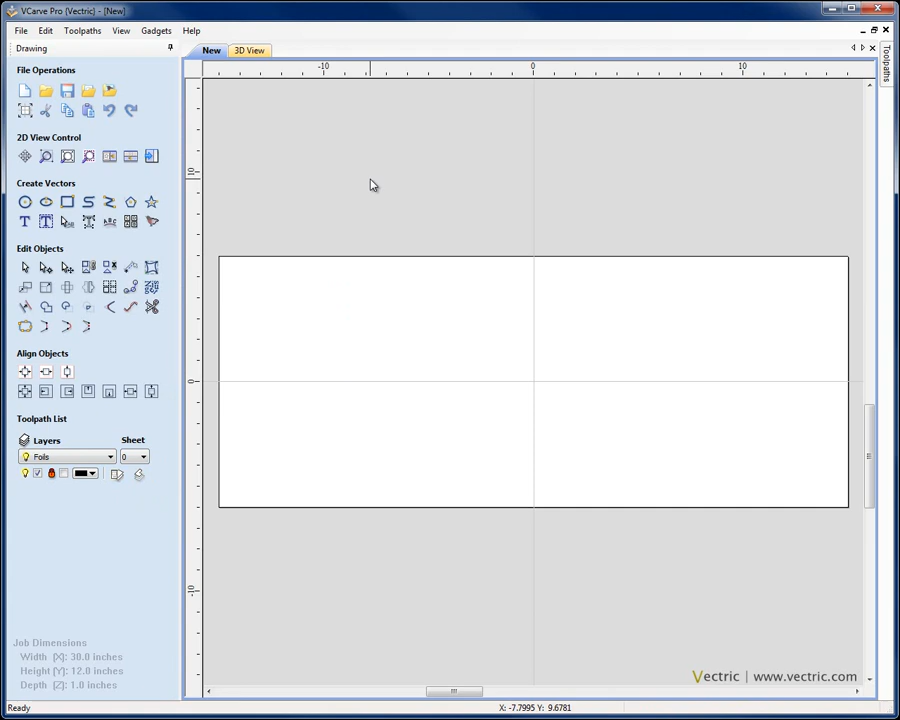 VCarve Pro (Vectric) - [New]
File Edit Toolpaths View Gadgets Help
Drawing
New 3D View
Toolpaths
-10 0 10
10
0
-10
File Operations
2D View Control
Create Vectors
Edit Objects
Align Objects
Toolpath List
Layers Sheet
Foils 0
Job Dimensions
Width (X): 30.0 inches
Height (Y): 12.0 inches
Depth (Z): 1.0 inches
Vectric | www.vectric.com
Ready X: -7.7995 Y: 9.6781